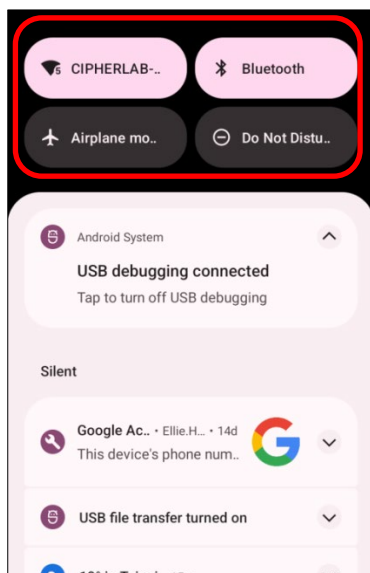 5 CIPHERLAB-..
Bluetooth
Airplane mo..
Do Not Distu..
Android System
USB debugging connected
Tap to turn off USB debugging
Silent
Google Ac.. • Ellie.H... • 14d
This device's phone num..
USB file transfer turned on